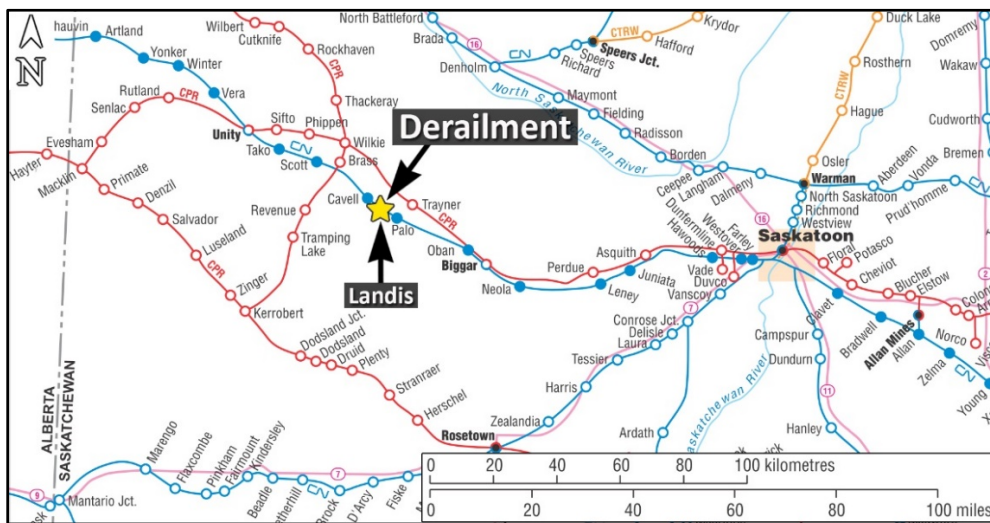 North Battleford
Duck Lake
CTRW
Krydor
Domremy
Artland
Wilbert
Cutknife
Brada
16
Hafford
Speers Jct.
Speers
Richard
Denholm
Wakaw
Rosthern
Yonker
Winter
Rockhaven
CTRW
N
Vera
Rutland
CPR
Senlac
Thackeray
North Saskatchewan River
Maymont
Fielding
Hague
Radisson
Cudworth
Derailment
Sifto
Phippen
Unity
Wilkie
Evesham
Tako
Scott
Brass
Borden
Osler
Aberdeen
Vonda
Bremen
Hayter
Macklin
Primate
Denzil
Ceepee
Langham
Dalmeny
Warman
North Saskatoon
Prud'homme
Cavell
Trayner
CPR
Revenue
Palo
Salvador
16
Richmond
Westview
Saskatoon
Dunfermline
Westover
Farley
Hawoods
Tramping
Lake
Oban
Biggar
Luseland
CPR
Asquith
Floral
Potasco
Cheviot
2
Perdue
Juniata
Vade
Duvco
Blucher
Elstow
Landis
Zinger
Neola
Leney
Vanscoy
7
Clavet
Kerrobert
Conrose Jct.
Delisle
Laura
Bradwell
Allan Mines
Allan
Norco
Dodsland Jct.
Dodsland
Druid
Plenty
Tessier
Campspur
Dundurn
Zelma
Harris
Young
Stranraer
11
Herschel
Zealandia
Ardath
Hanley
ALBERTA
SASKATCHEWAN
Rosetown
Marengo
Flaxcombe
Pinkham
Fairmount
Kindersley
7
Beadle
Brock
D'Arcy
Fiske
9
Mantario Jct.
0 20 40 60 80 100 kilometres
0 20 40 60 80 100 miles